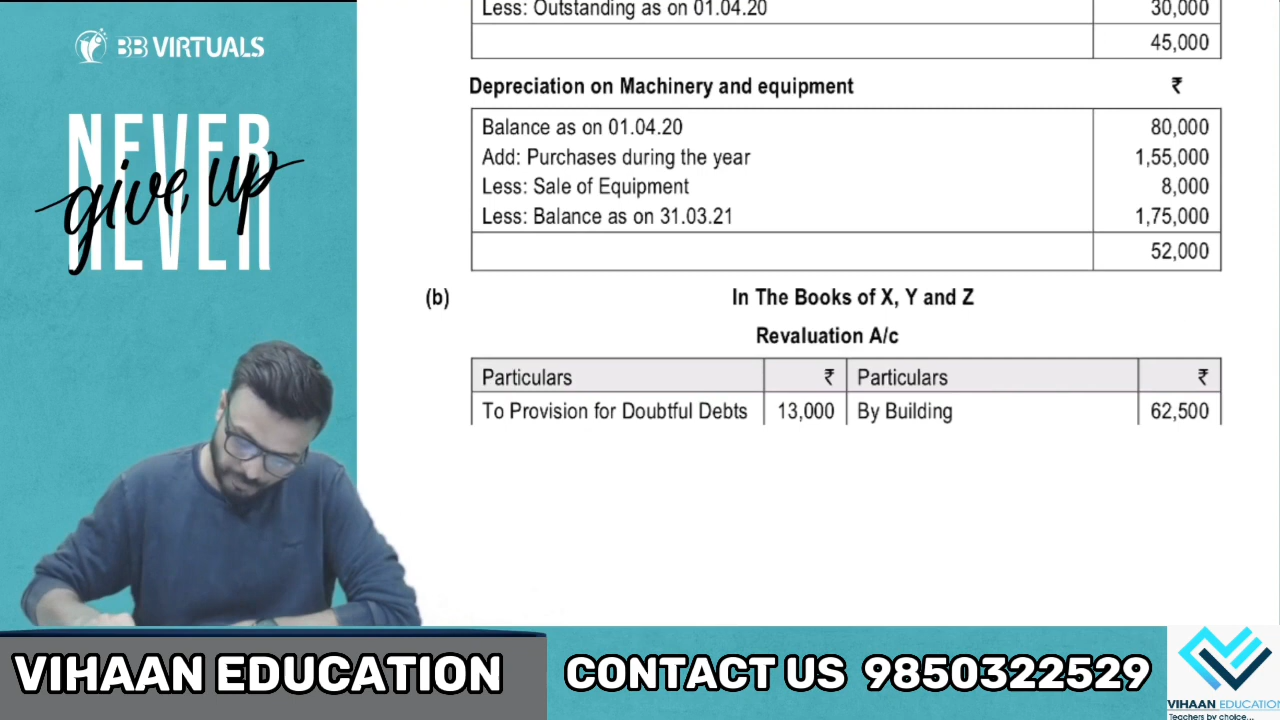 BB VIRTUALS
NEVER
give up
NEVER
Less: Outstanding as on 01.04.20 30,000
45,000
Depreciation on Machinery and equipment ₹
Balance as on 01.04.20 80,000
Add: Purchases during the year 1,55,000
Less: Sale of Equipment 8,000
Less: Balance as on 31.03.21 1,75,000
52,000
(b) In The Books of X, Y and Z
Revaluation A/c
Particulars ₹ Particulars ₹
To Provision for Doubtful Debts 13,000 By Building 62,500
VIHAAN EDUCATION
CONTACT US 9850322529
VIHAAN EDUCATION
Teachers by choice...